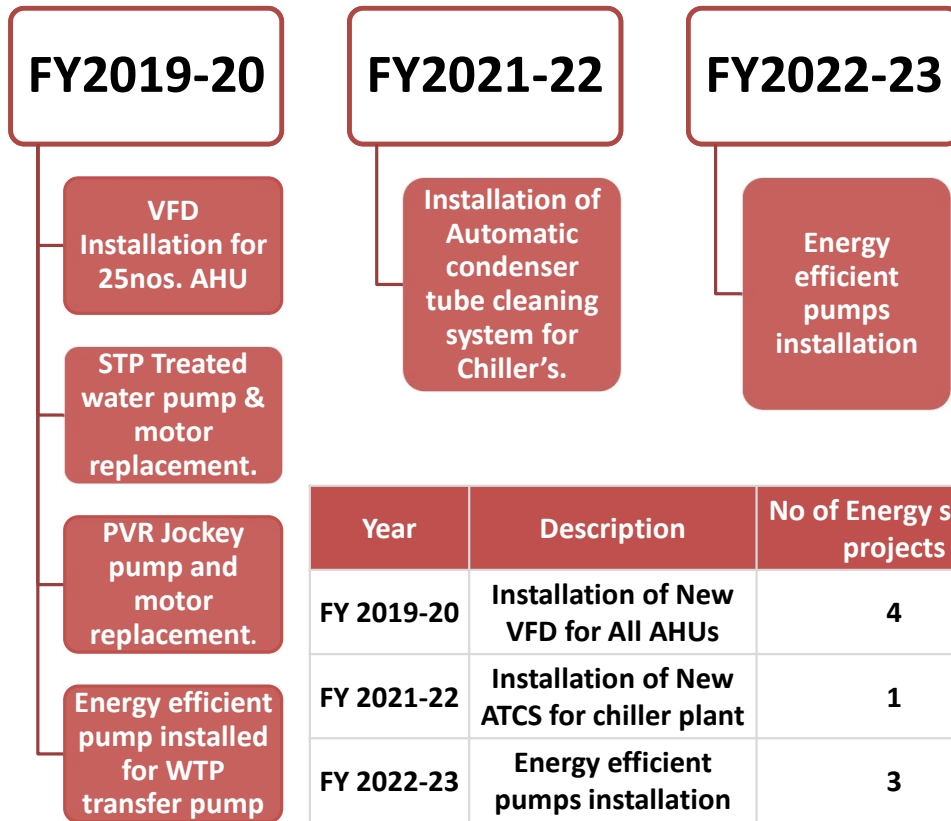 FY2019-20
VFD
Installation for
25nos. AHU
STP Treated
water pump &
motor
replacement.
PVR Jockey
pump and
motor
replacement.
Energy efficient
pump installed
for WTP
transfer pump
FY2021-22
Installation of
Automatic
condenser
tube cleaning
system for
Chiller’s.
FY2022-23
Energy
efficient
pumps
installation
Year Description No of Energy
projects
FY 2019-20 Installation of New
VFD for All AHUs 4
FY 2021-22 Installation of New
ATCS for chiller plant 1
FY 2022-23 Energy efficient
pumps installation 3